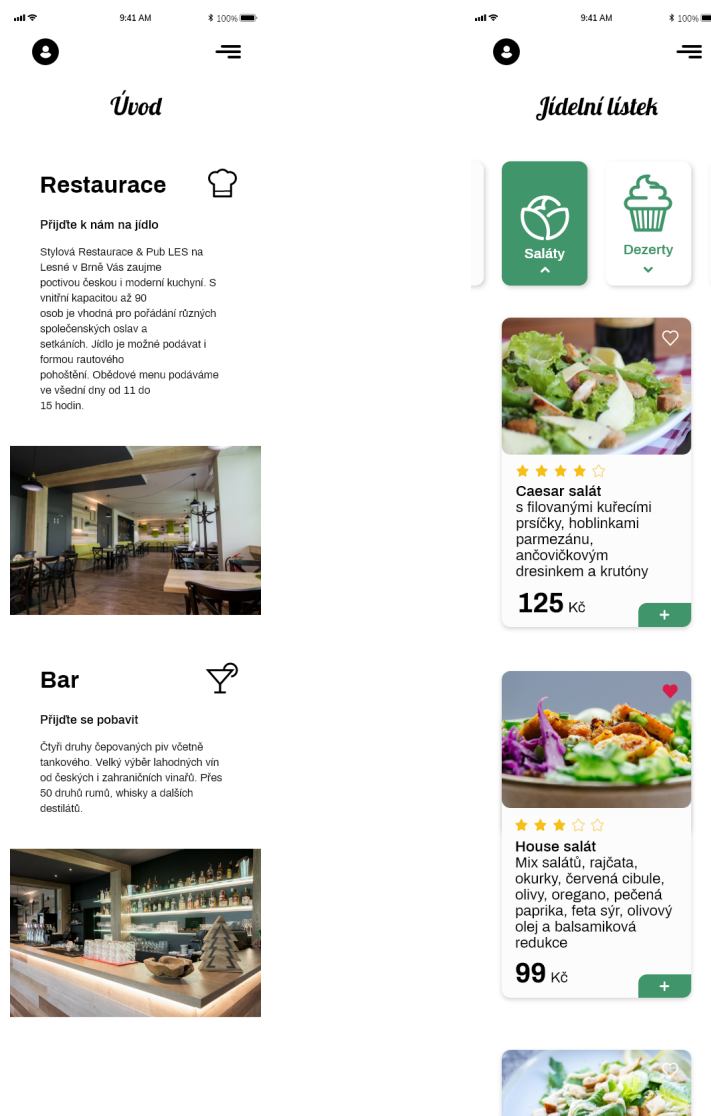 9:41 AM
100%
Úvod
Restaurace
Přijďte k nám na jídlo
Stylová Restaurace & Pub LES na
Lesné v Brně Vás zaujme
poctivou českou i moderní kuchyní. S
vnitřní kapacitou až 90
osob je vhodná pro pořádání různých
společenských oslav a
setkáních. Jídlo je možné podávat i
formou rautového
pohoštění. Obědové menu podáváme
ve všední dny od 11 do
15 hodin.
Bar
Přijďte se pobavit
Čtyři druhy čepovaných piv včetně
tankového. Velký výběr lahodných vín
od českých i zahraničních vinařů. Přes
50 druhů rumů, whisky a dalších
destilátů.
9:41 AM
100%
Jídelní lístek
Saláty
Dezerty
Caesar salát
s filovanými kuřecími
prsíčky, hoblinkami
parmezánu,
ančovičkovým
dresinkem a krutóny
125 Kč
+
House salát
Mix salátů, rajčata,
okurky, červená cibule,
olivy, oregano, pečená
paprika, feta sýr, olivový
olej a balsamiková
redukce
99 Kč
+